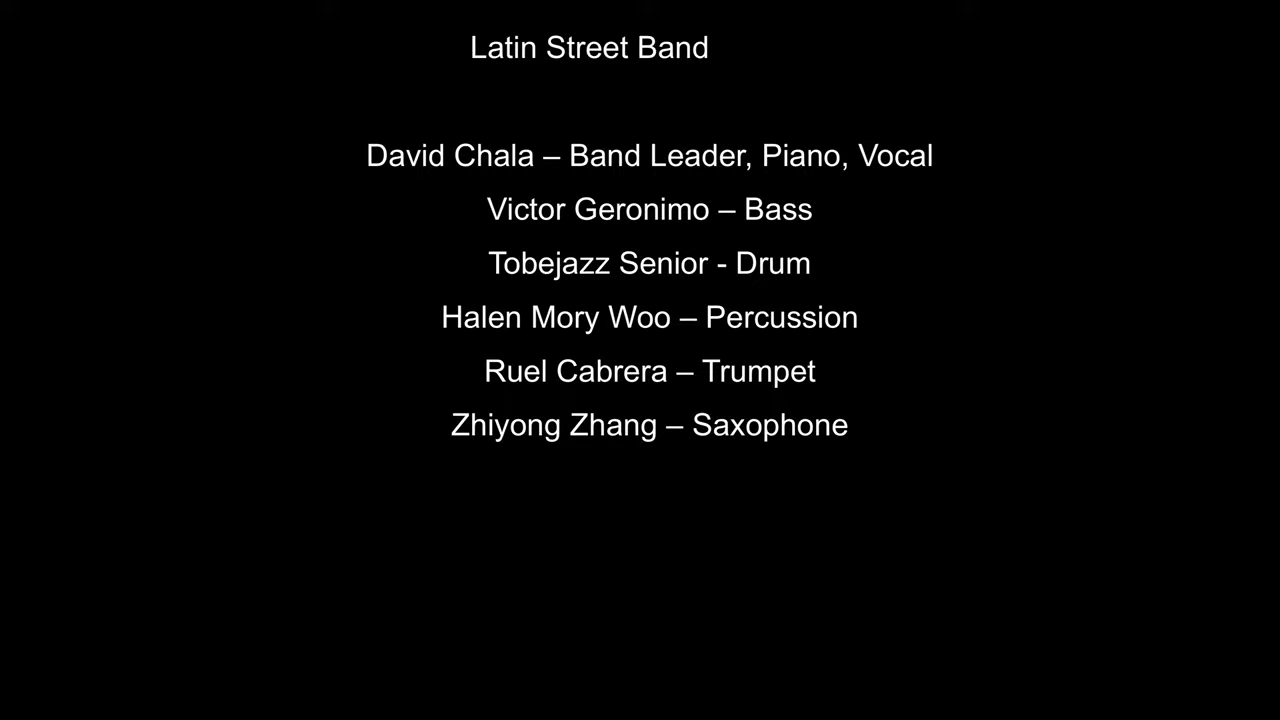 Latin Street Band
David Chala – Band Leader, Piano, Vocal
Victor Geronimo – Bass
Tobejazz Senior - Drum
Halen Mory Woo – Percussion
Ruel Cabrera – Trumpet
Zhiyong Zhang – Saxophone